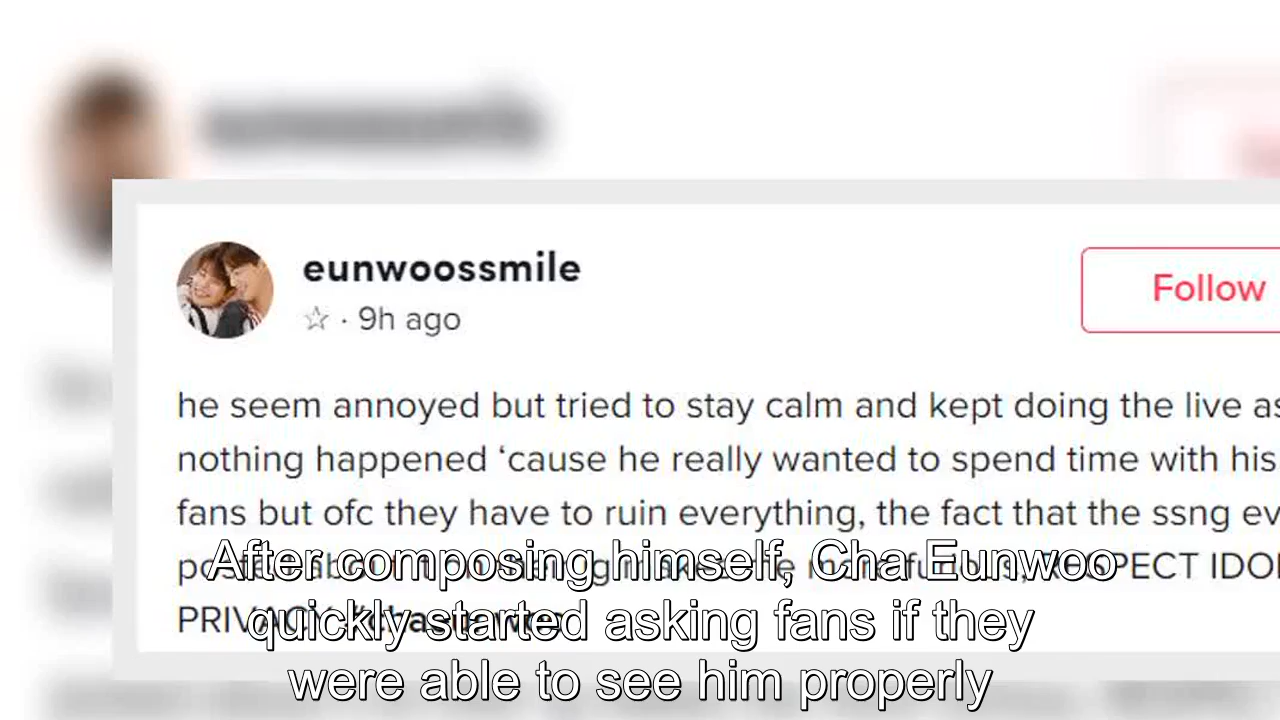 eunwoossmile
☆ · 9h ago
Follow
he seem annoyed but tried to stay calm and kept doing the live as
nothing happened ‘cause he really wanted to spend time with his
fans but ofc they have to ruin everything, the fact that the ssng ev
RESPECT IDOL
PRIVACY
After composing himself, Cha Eunwoo
quickly started asking fans if they
were able to see him properly